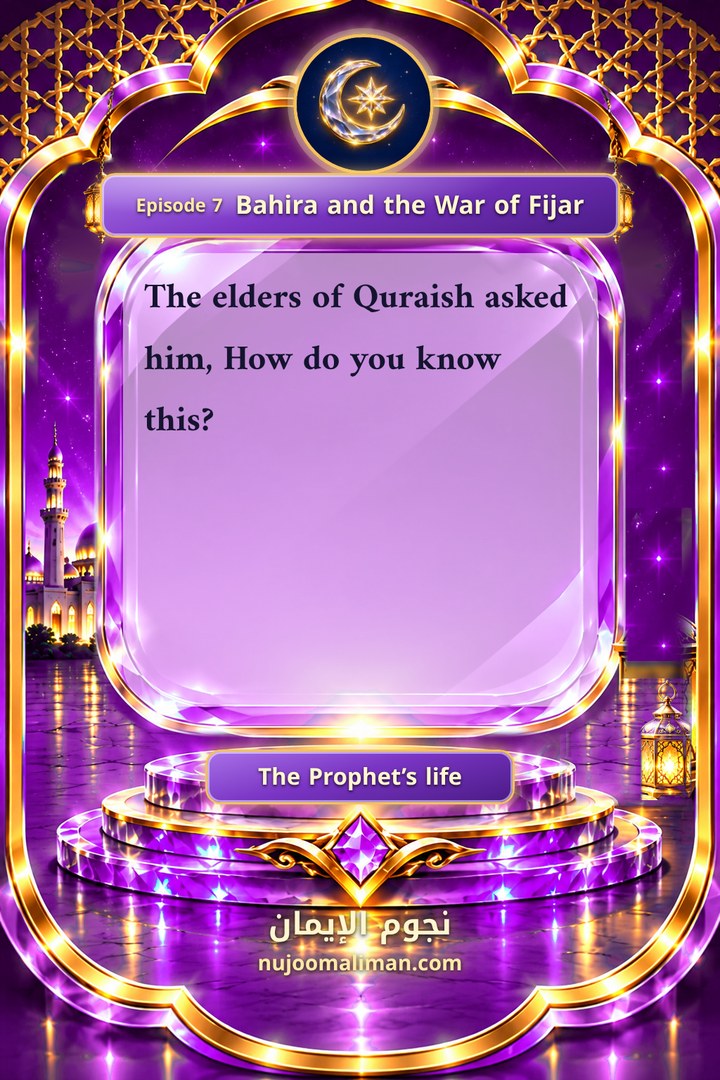 Episode 7 Bahira and the War of Fijar
The elders of Quraish asked
him, How do you know
this?
The Prophet’s life
نجوم الإيمان
nujoomaliman.com